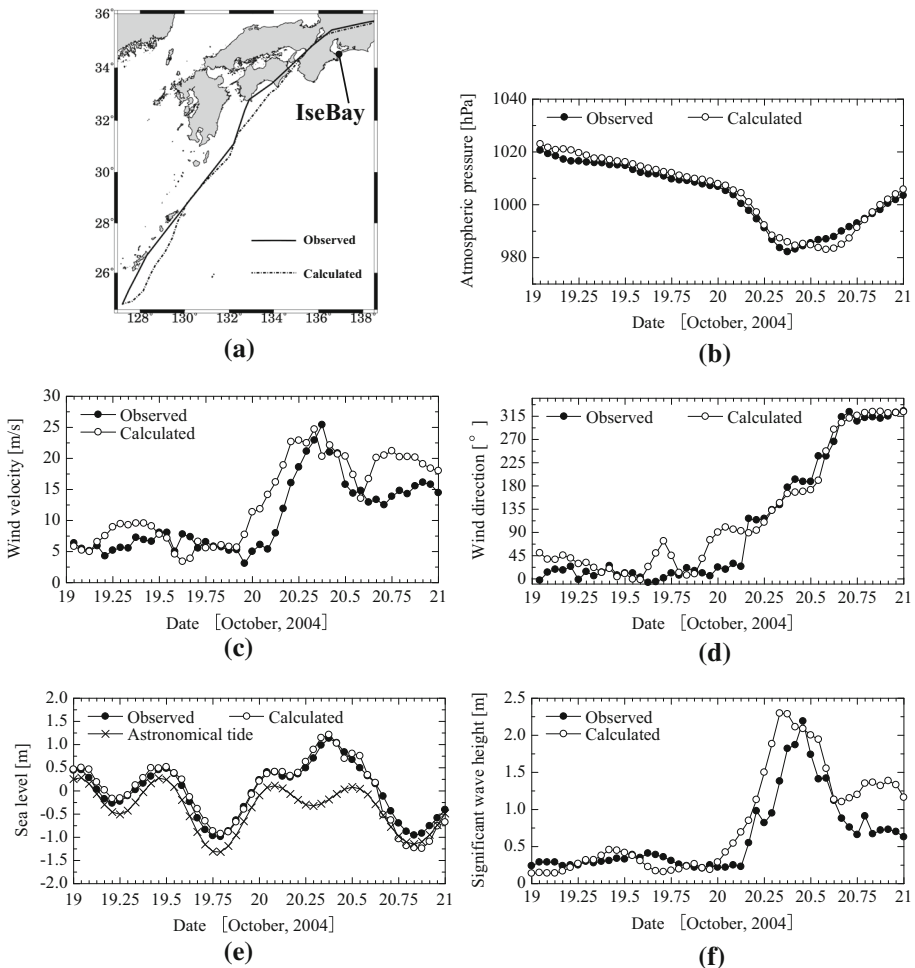 36°
34°
32°
30°
28°
26°
128° 130° 132° 134° 136° 138°
IseBay
Observed
Calculated
(a)
Atmospheric pressure [hPa]
1040
1020
1000
980
Observed Calculated
19 19.25 19.5 19.75 20 20.25 20.5 20.75 21
Date [October, 2004]
(b)
Wind velocity [m/s]
30
25
20
15
10
5
0
Observed
Calculated
19 19.25 19.5 19.75 20 20.25 20.5 20.75 21
Date [October, 2004]
(c)
Wind direction [°]
315
270
225
180
135
90
45
0
Observed Calculated
19 19.25 19.5 19.75 20 20.25 20.5 20.75 21
Date [October, 2004]
(d)
Sea level [m]
2.0
1.5
1.0
0.5
0
-0.5
-1.0
-1.5
-2.0
Observed Calculated
Astronomical tide
19 19.25 19.5 19.75 20 20.25 20.5 20.75 21
Date [October, 2004]
(e)
Significant wave height [m]
2.5
2.0
1.5
1.0
0.5
0
Observed
Calculated
19 19.25 19.5 19.75 20 20.25 20.5 20.75 21
Date [October, 2004]
(f)